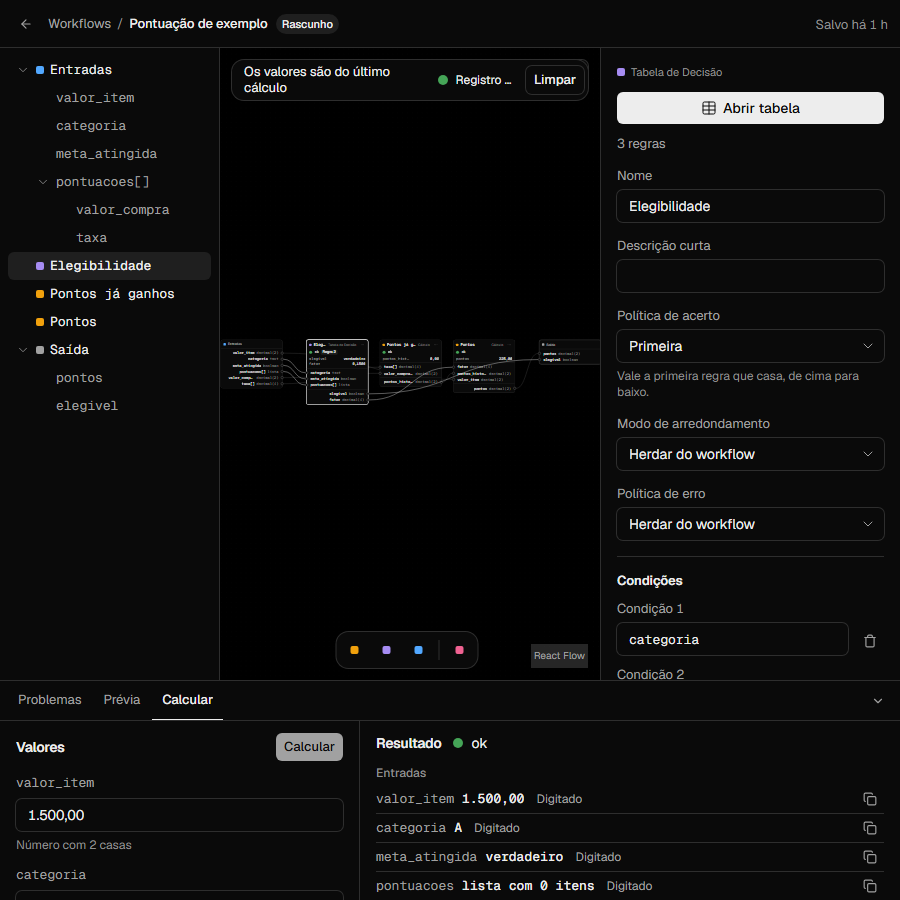 Workflows / Pontuação de exemplo Rascunho
Salvo há 1 h
Entradas
valor_item
categoria
meta_atingida
pontuacoes[]
valor_compra
taxa
Elegibilidade
Pontos já ganhos
Pontos
Saída
pontos
elegivel
Os valores são do último
cálculo
Registro ...
Limpar
React Flow
Tabela de Decisão
Abrir tabela
3 regras
Nome
Elegibilidade
Descrição curta
Política de acerto
Primeira
Vale a primeira regra que casa, de cima para
baixo.
Modo de arredondamento
Herdar do workflow
Política de erro
Herdar do workflow
Condições
Condição 1
categoria
Condição 2
Problemas Prévia Calcular
Valores
Calcular
valor_item
1.500,00
Número com 2 casas
categoria
Resultado ok
Entradas
valor_item 1.500,00 Digitado
categoria A Digitado
meta_atingida verdadeiro Digitado
pontuacoes lista com 0 itens Digitado